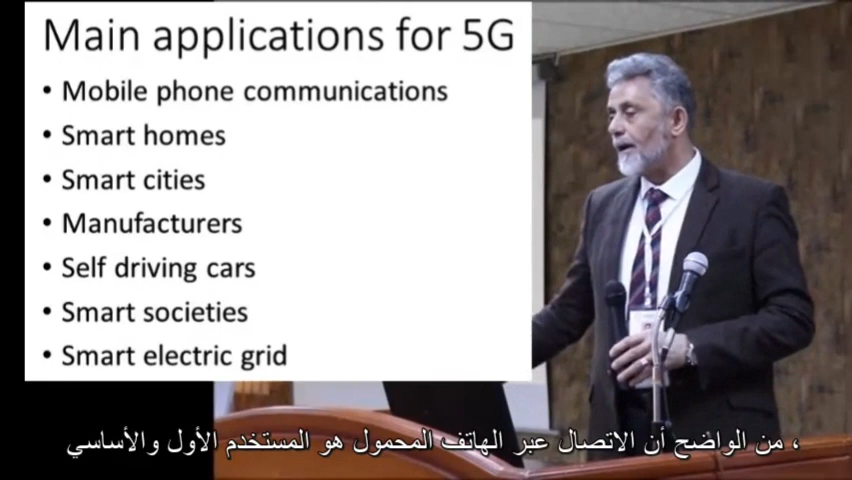 Main applications for 5G
• Mobile phone communications
• Smart homes
• Smart cities
• Manufacturers
• Self driving cars
• Smart societies
• Smart electric grid
، من الواضح أن الاتصال عبر الهاتف المحمول هو المستخدم الأول والأساسي